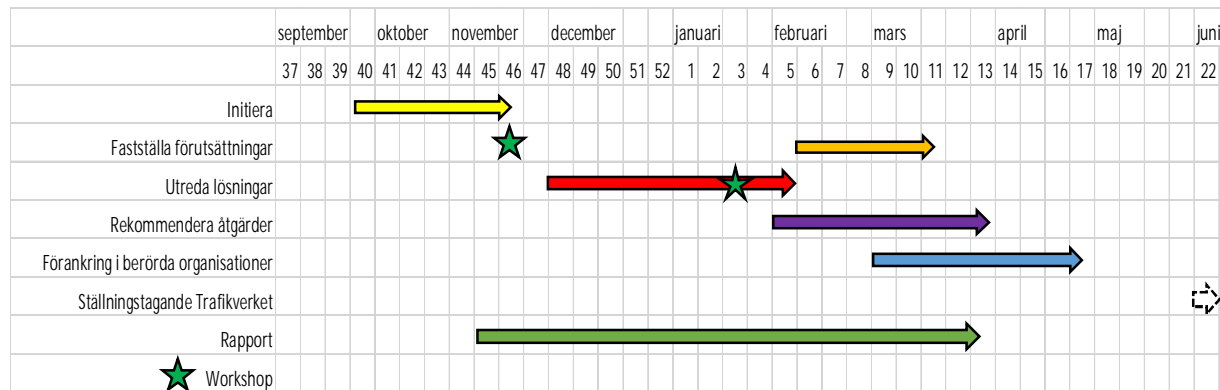 september oktober november december januari februari mars april maj juni
37 38 39 40 41 42 43 44 45 46 47 48 49 50 51 52 1 2 3 4 5 6 7 8 9 10 11 12 13 14 15 16 17 18 19 20 21 22
Initiera
Fastställa förutsättningar
Utreda lösningar
Rekommendera åtgärder
Förankring i berörda organisationer
Ställningstagande Trafikverket
Rapport
Workshop